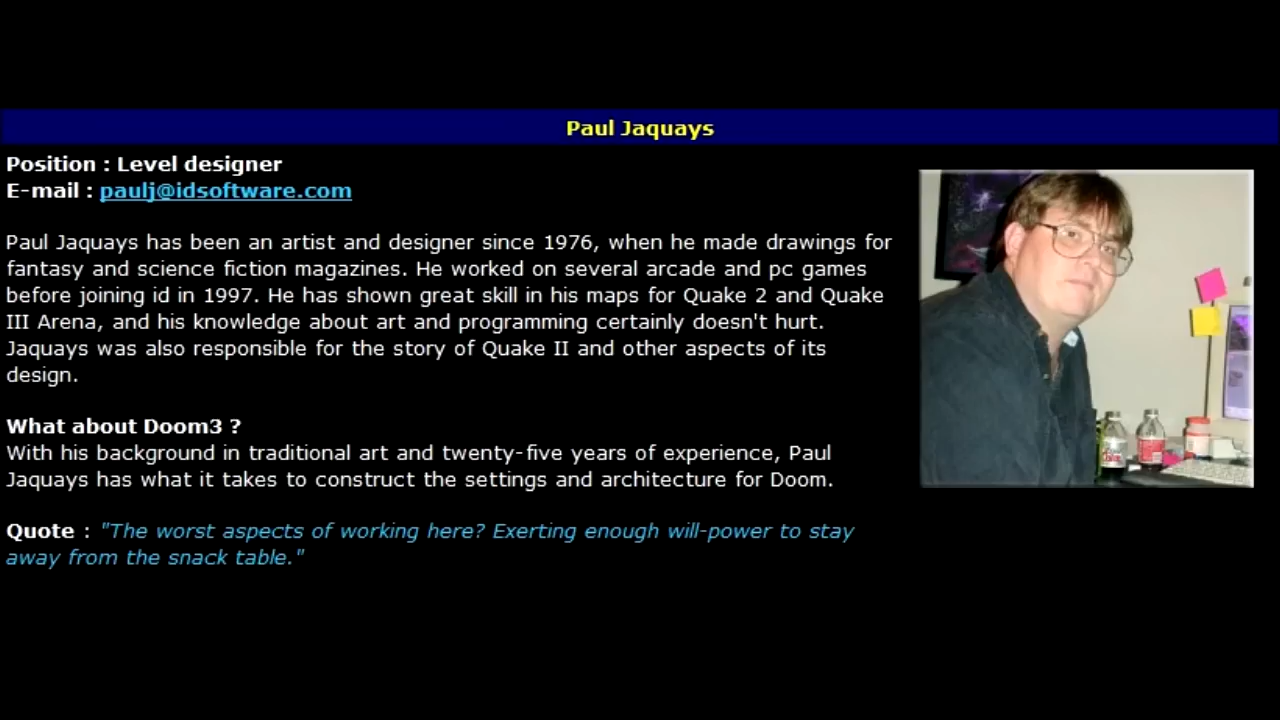 Paul Jaquays
Position : Level designer
E-mail : paulj@idsoftware.com
Paul Jaquays has been an artist and designer since 1976, when he made drawings for
fantasy and science fiction magazines. He worked on several arcade and pc games
before joining id in 1997. He has shown great skill in his maps for Quake 2 and Quake
III Arena, and his knowledge about art and programming certainly doesn't hurt.
Jaquays was also responsible for the story of Quake II and other aspects of its
design.
What about Doom3 ?
With his background in traditional art and twenty-five years of experience, Paul
Jaquays has what it takes to construct the settings and architecture for Doom.
Quote : "The worst aspects of working here? Exerting enough will-power to stay
away from the snack table."